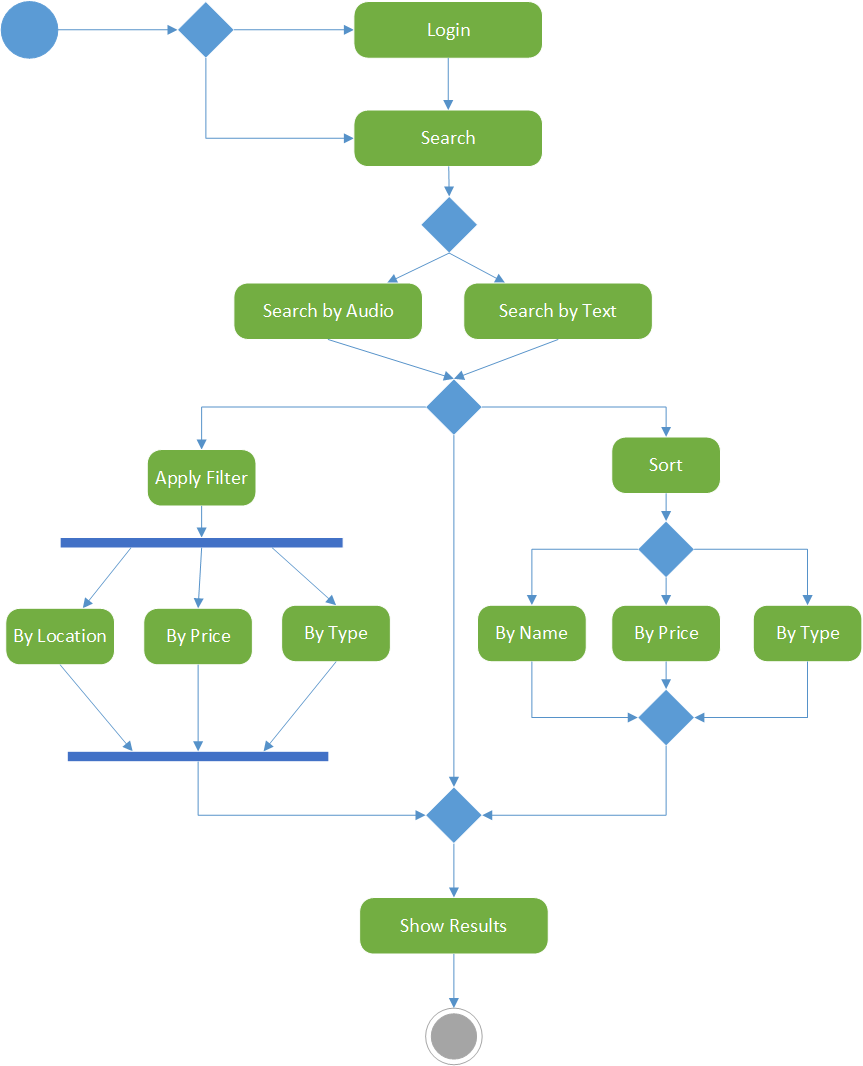 Login
Search
Search by Audio
Search by Text
Apply Filter
Sort
By Location
By Price
By Type
By Name
By Price
By Type
Show Results